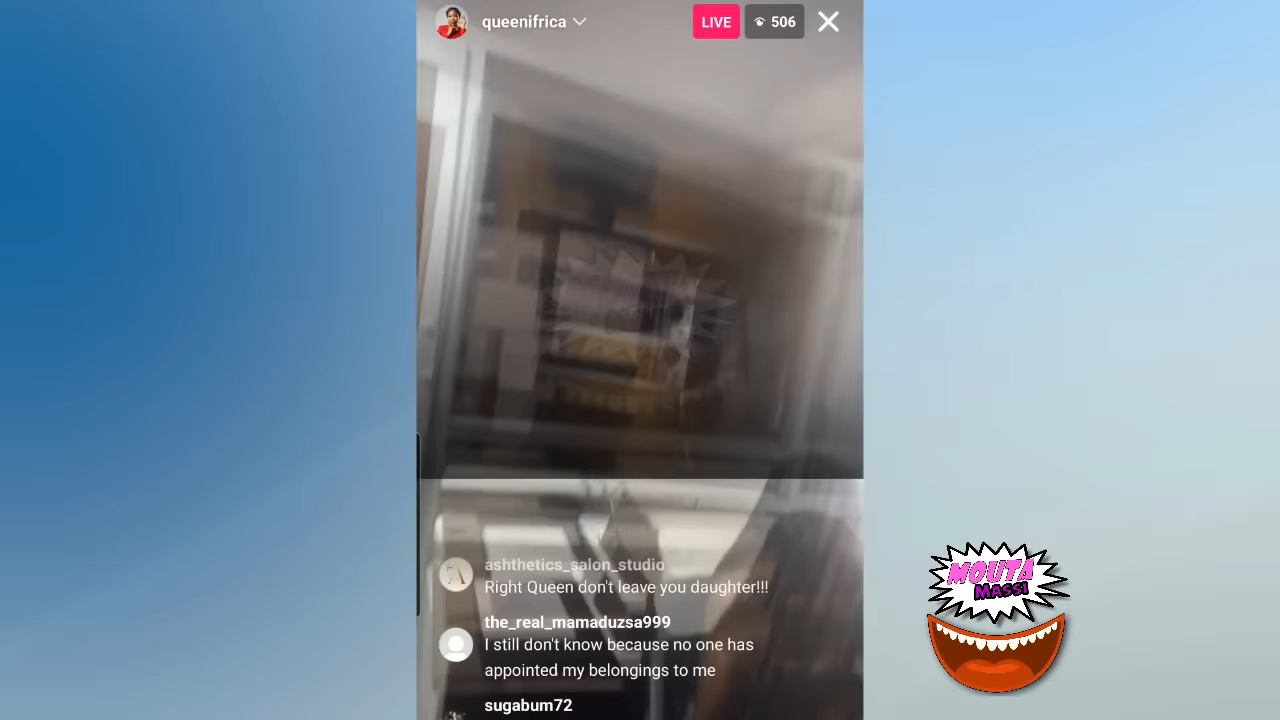 queenifrica
LIVE
506
ashthetics_salon_studio
Right Queen don't leave you daughter!!!
the_real_mamaduzsa999
I still don't know because no one has
appointed my belongings to me
sugabum72
MOUTA
MASSI